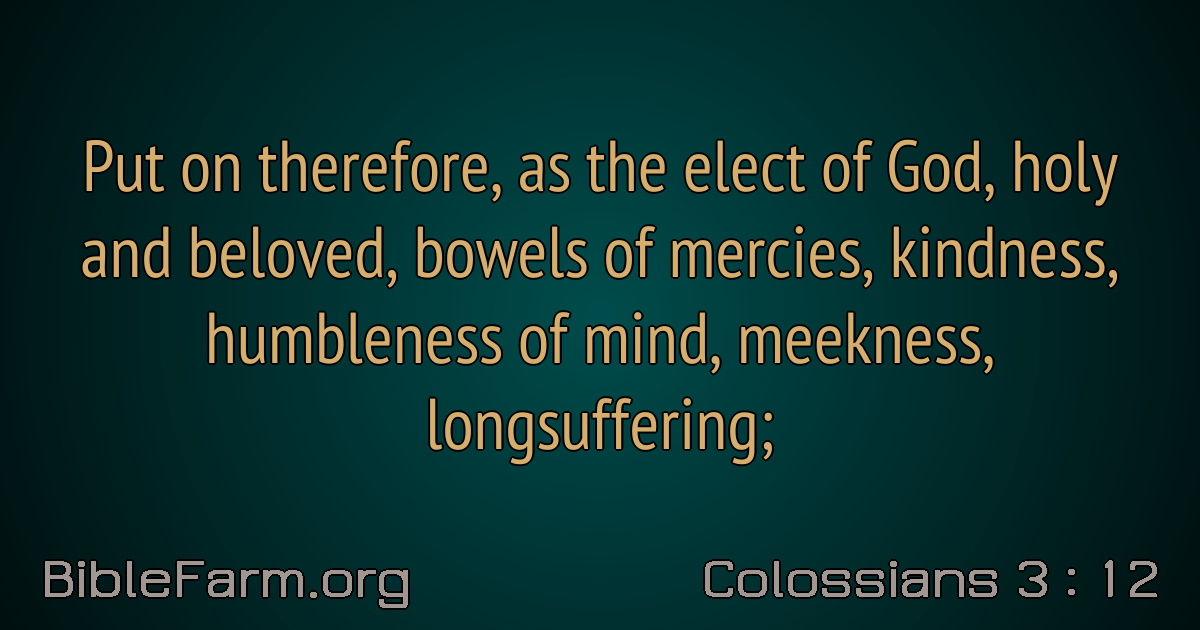 Put on therefore, as the elect of God, holy
and beloved, bowels of mercies, kindness,
humbleness of mind, meekness,
longsuffering;
BibleFarm.org
Colossians 3 : 12